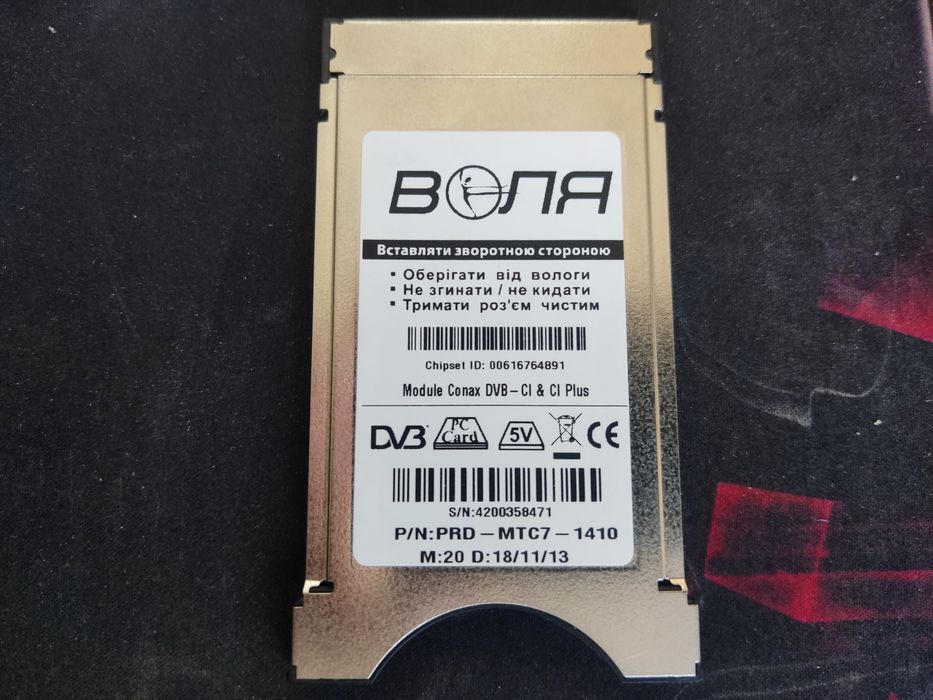 ВОЛЯ
Вставляти зворотною стороною
▪ Оберігати від вологи
▪ Не згинати / не кидати
▪ Тримати роз'єм чистим
Chipset ID: 00616764891
Module Conax DVB-CI & CI Plus
DVB PC Card 5V CE
S/N:4200358471
P/N:PRD-MTC7-1410
M:20 D:18/11/13